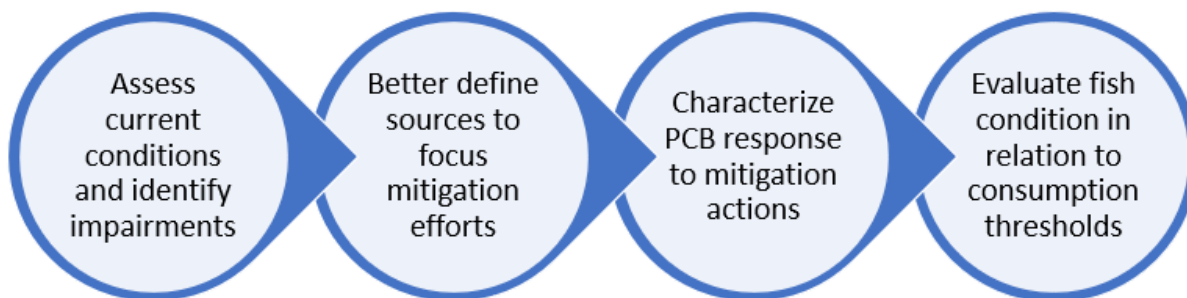 Assess
current
conditions
and identify
impairments
Better define
sources to
focus
mitigation
efforts
Characterize
PCB response
to mitigation
actions
Evaluate fish
condition in
relation to
consumption
thresholds